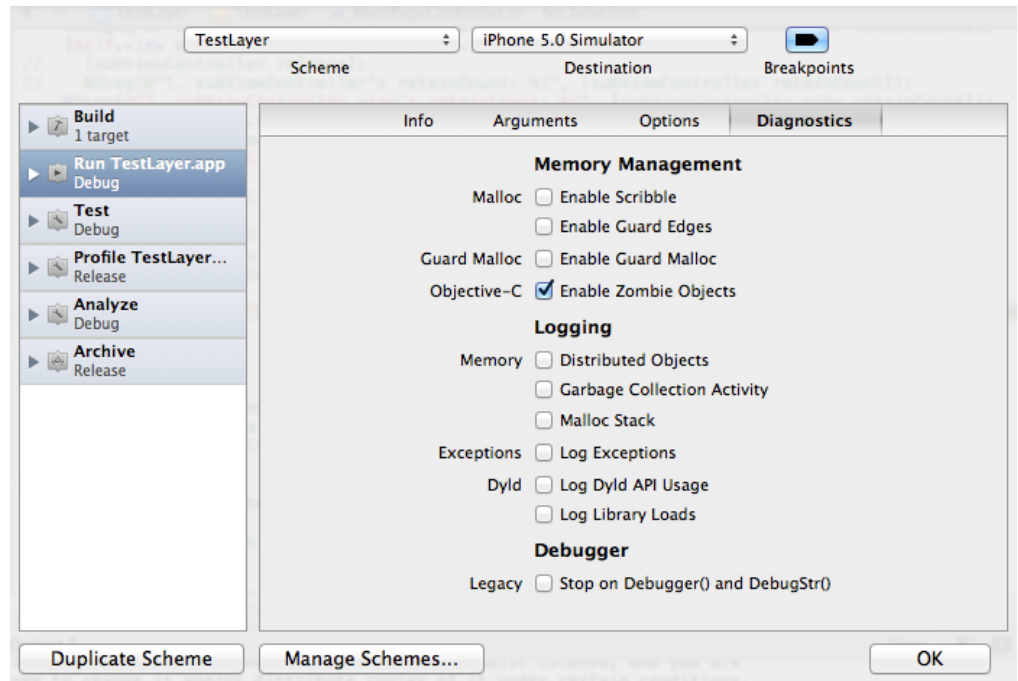 TestLayer
iPhone 5.0 Simulator
Scheme
Destination
Breakpoints
Build
1 target
Run TestLayer.app
Debug
Test
Debug
Profile TestLayer...
Release
Analyze
Debug
Archive
Release
Info Arguments Options Diagnostics
Memory Management
Malloc Enable Scribble
Enable Guard Edges
Guard Malloc Enable Guard Malloc
Objective-C Enable Zombie Objects
Logging
Memory Distributed Objects
Garbage Collection Activity
Malloc Stack
Exceptions Log Exceptions
Dyld Log Dyld API Usage
Log Library Loads
Debugger
Legacy Stop on Debugger() and DebugStr()
Duplicate Scheme
Manage Schemes...
OK